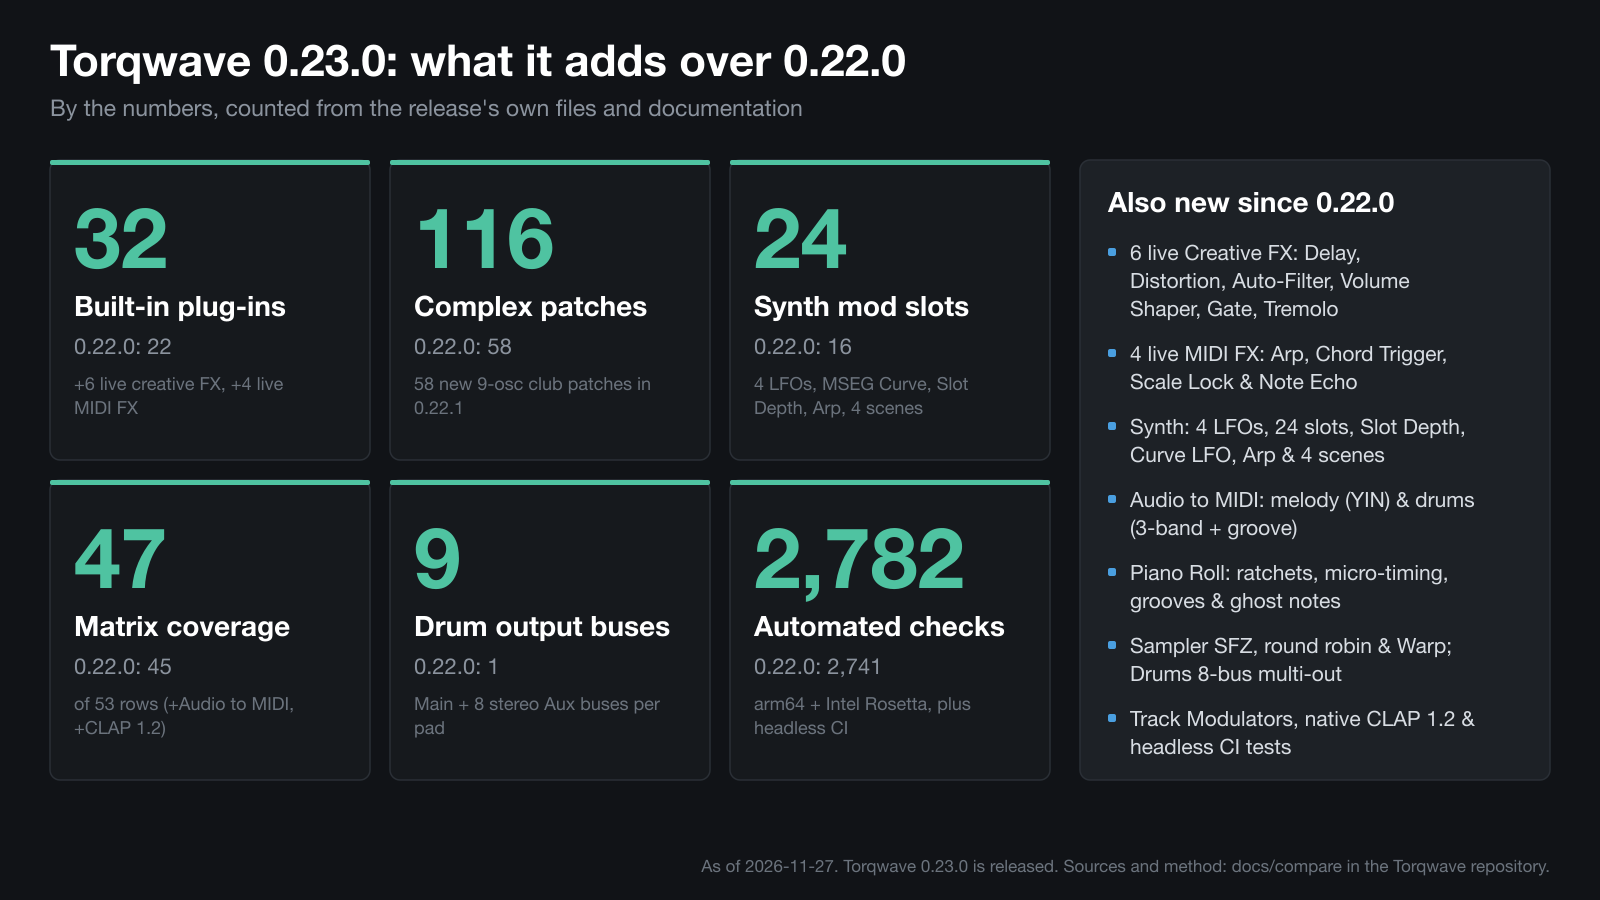 Torqwave 0.23.0: what it adds over 0.22.0
By the numbers, counted from the release's own files and documentation
32
Built-in plug-ins
0.22.0: 22
+6 live creative FX, +4 live
MIDI FX
116
Complex patches
0.22.0: 58
58 new 9-osc club patches in
0.22.1
24
Synth mod slots
0.22.0: 16
4 LFOs, MSEG Curve, Slot
Depth, Arp, 4 scenes
47
Matrix coverage
0.22.0: 45
of 53 rows (+Audio to MIDI,
+CLAP 1.2)
9
Drum output buses
0.22.0: 1
Main + 8 stereo Aux buses per
pad
2,782
Automated checks
0.22.0: 2,741
arm64 + Intel Rosetta, plus
headless CI
Also new since 0.22.0
6 live Creative FX: Delay,
Distortion, Auto-Filter, Volume
Shaper, Gate, Tremolo
4 live MIDI FX: Arp, Chord Trigger,
Scale Lock & Note Echo
Synth: 4 LFOs, 24 slots, Slot Depth,
Curve LFO, Arp & 4 scenes
Audio to MIDI: melody (YIN) & drums
(3-band + groove)
Piano Roll: ratchets, micro-timing,
grooves & ghost notes
Sampler SFZ, round robin & Warp;
Drums 8-bus multi-out
Track Modulators, native CLAP 1.2 &
headless CI tests
As of 2026-11-27. Torqwave 0.23.0 is released. Sources and method: docs/compare in the Torqwave repository.